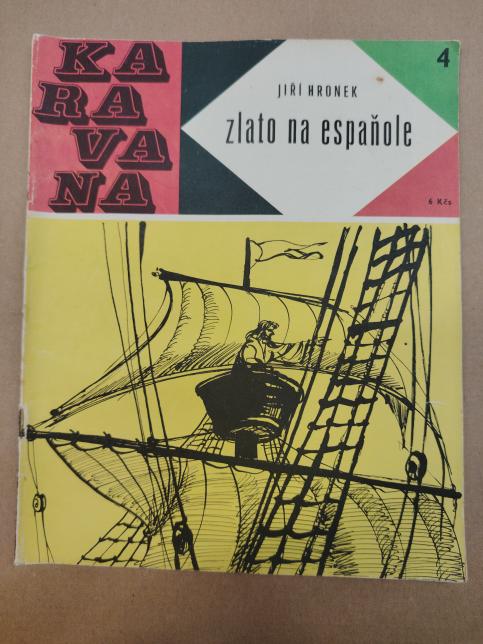 KA
RA
VA
NA
4
JIŘÍ HRONEK
zlato na españole
6 Kčs